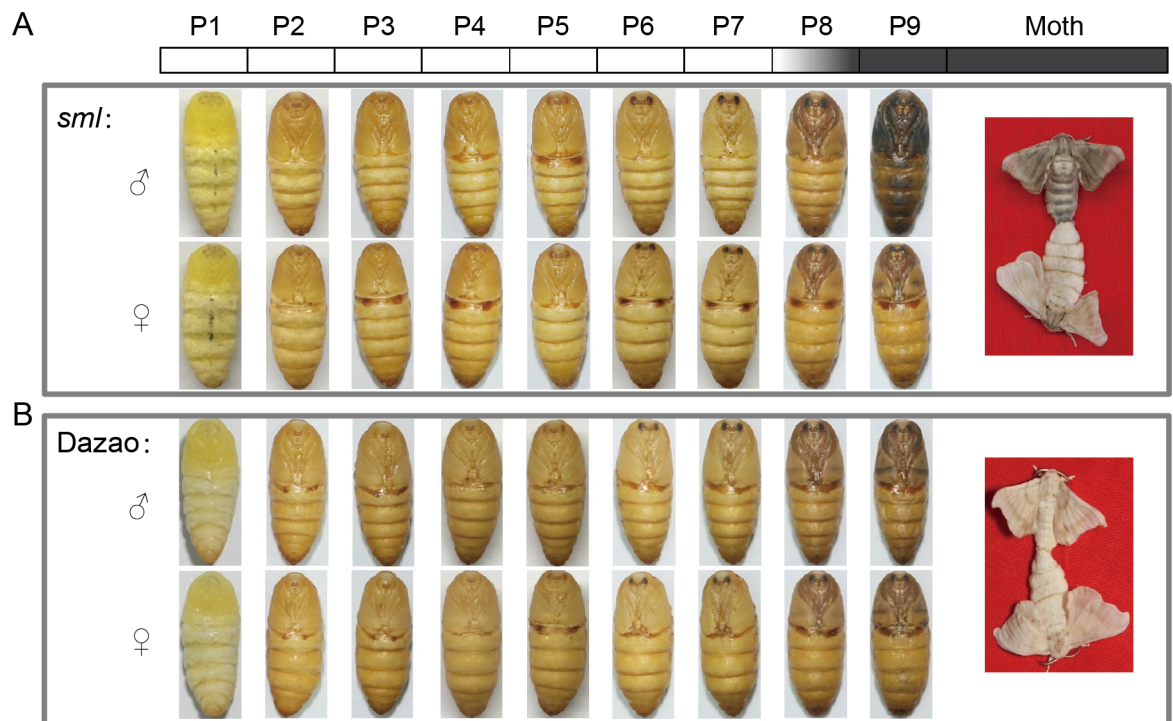 A
P1 P2 P3 P4 P5 P6 P7 P8 P9 Moth
sml:
♂
♀
B
Dazao:
♂
♀